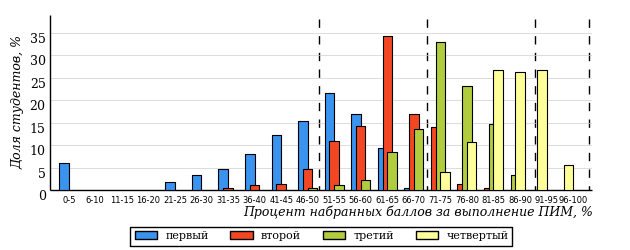 Доля студентов, %
35
30
25
20
15
10
5
0
0-5 6-10 11-15 16-20 21-25 26-30 31-35 36-40 41-45 46-50 51-55 56-60 61-65 66-70 71-75 76-80 81-85 86-90 91-95 96-100
Процент набранных баллов за выполнение ПИМ, %
первый второй третий четвертый